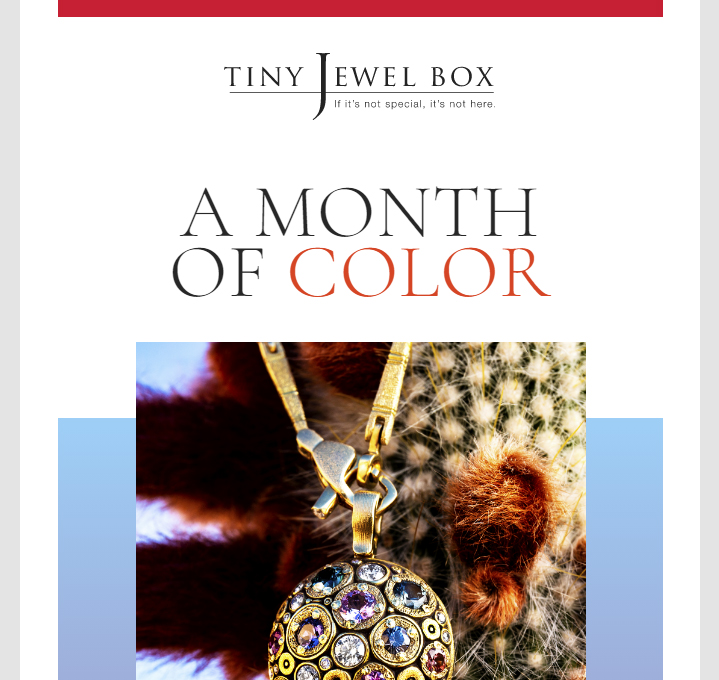 TINY JEWEL BOX
If it's not special, it's not here.
A MONTH
OF COLOR